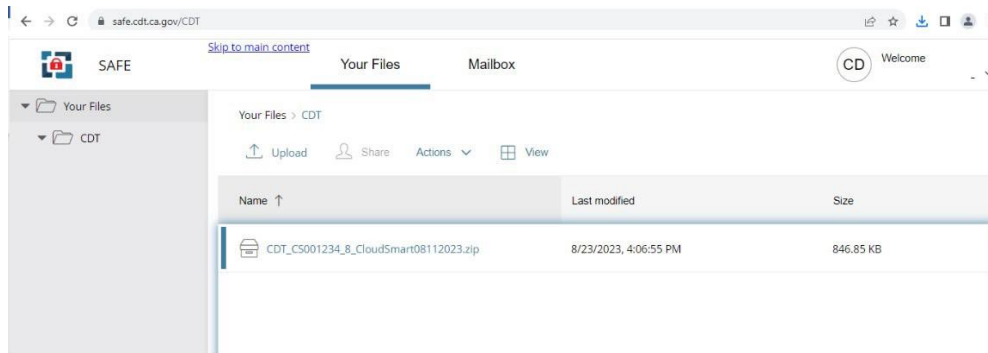 safe.cdt.ca.gov/CDT
SAFE
Skip to main content
Your Files
Mailbox
CD
Welcome
Your Files
CDT
Your Files > CDT
Upload
Share
Actions
View
Name ↑
Last modified
Size
CDT_CS001234_8_CloudSmart08112023.zip
8/23/2023, 4:06:55 PM
846.85 KB